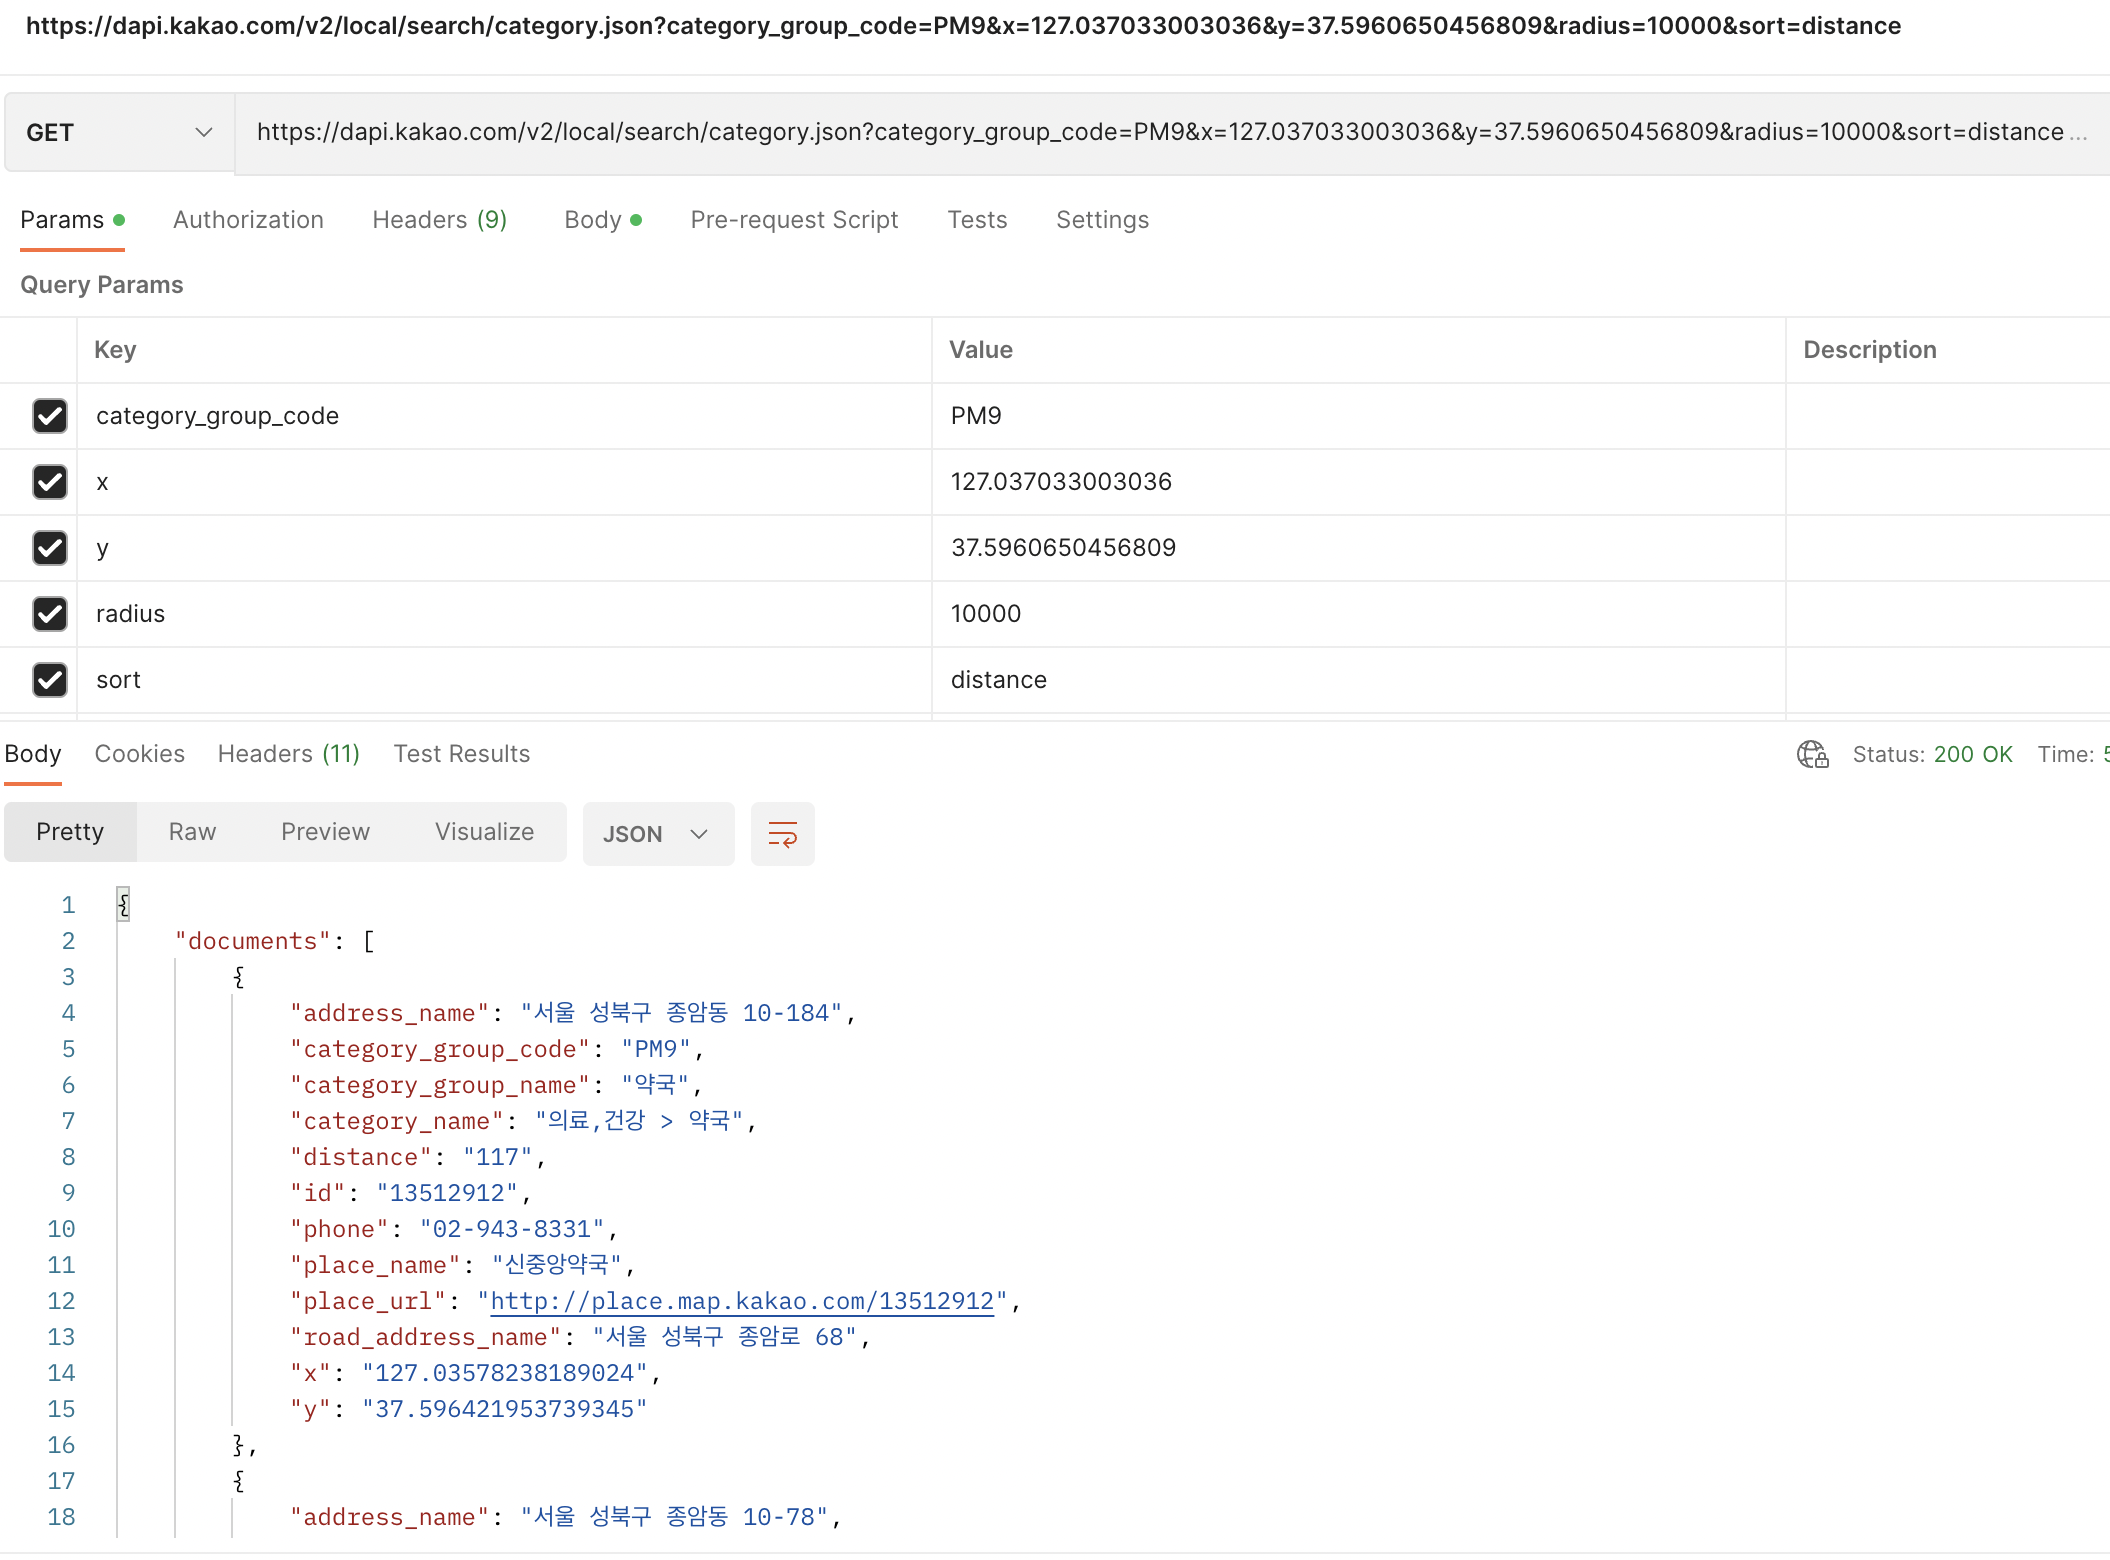 https://dapi.kakao.com/v2/local/search/category.json?category_group_code=PM9&x=127.037033003036&y=37.5960650456809&radius=10000&sort=distance
GET https://dapi.kakao.com/v2/local/search/category.json?category_group_code=PM9&x=127.037033003036&y=37.5960650456809&radius=10000&sort=distance ...
Params Authorization Headers (9) Body Pre-request Script Tests Settings
Query Params
Key Value Description
category_group_code PM9
x 127.037033003036
y 37.5960650456809
radius 10000
sort distance
Body Cookies Headers (11) Test Results Status: 200 OK Time:
Pretty Raw Preview Visualize JSON
1 {
2 "documents": [
3 {
4 "address_name": "서울 성북구 종암동 10-184",
5 "category_group_code": "PM9",
6 "category_group_name": "약국",
7 "category_name": "의료,건강 > 약국",
8 "distance": "117",
9 "id": "13512912",
10 "phone": "02-943-8331",
11 "place_name": "신중앙약국",
12 "place_url": "http://place.map.kakao.com/13512912",
13 "road_address_name": "서울 성북구 종암로 68",
14 "x": "127.03578238189024",
15 "y": "37.596421953739345"
16 },
17 {
18 "address_name": "서울 성북구 종암동 10-78",